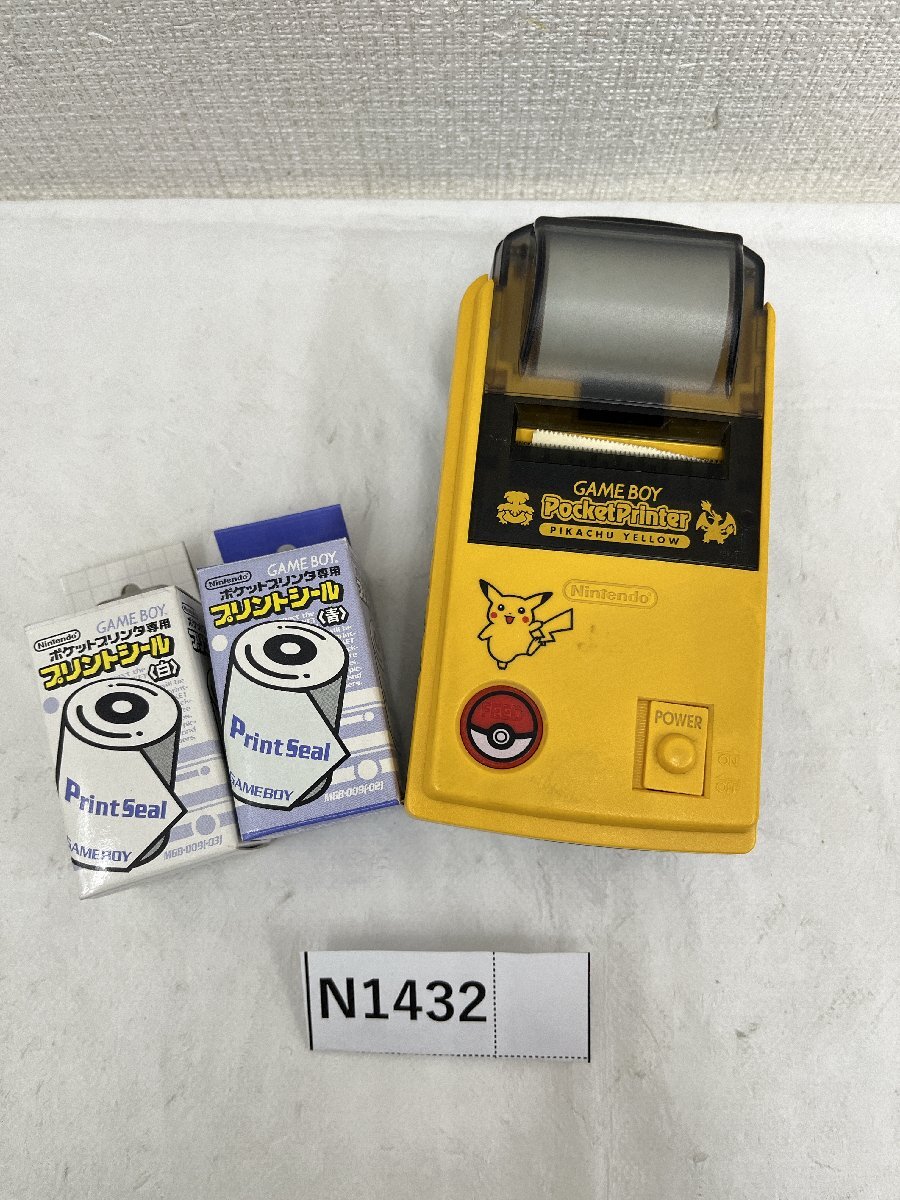 GAME BOY
PocketPrinter
PIKACHU YELLOW
Nintendo
FEED
POWER
ON
OFF
GAME BOY
Nintendo
ポケットプリンタ専用
プリントシール
〈白〉
Print Seal
GAME BOY
MGB-009(-03)
GAME BOY
Nintendo
ポケットプリンタ専用
プリントシール
〈青〉
Print Seal
GAMEBOY
MGB-009(-02)
N1432